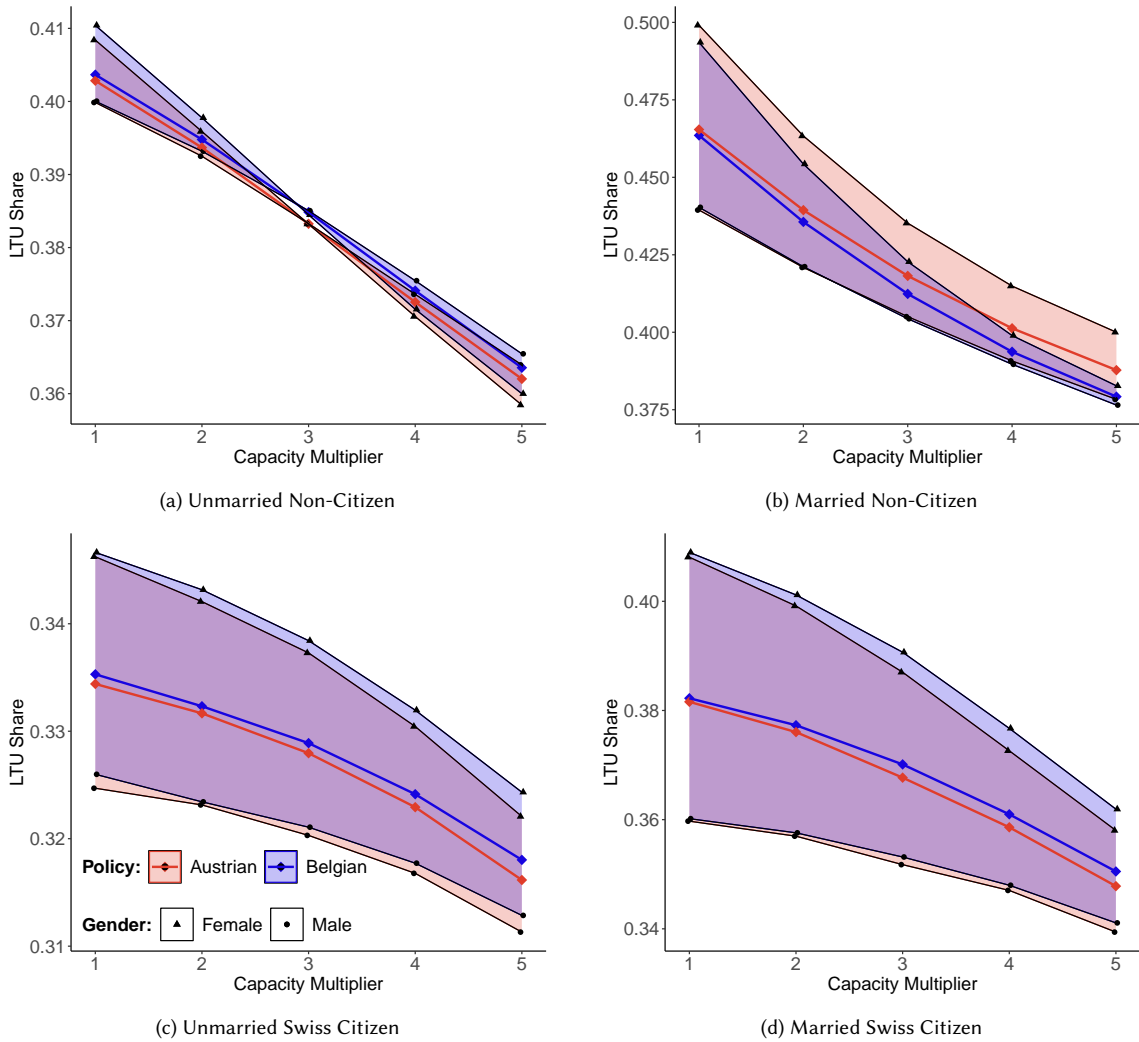 0.41
0.40
0.39
0.38
0.37
0.36
LTU Share
1 2 3 4 5
Capacity Multiplier
(a) Unmarried Non-Citizen
0.500
0.475
0.450
0.425
0.400
0.375
LTU Share
1 2 3 4 5
Capacity Multiplier
(b) Married Non-Citizen
0.34
0.33
0.32
0.31
LTU Share
Policy: Austrian Belgian
Gender: Female Male
1 2 3 4 5
Capacity Multiplier
(c) Unmarried Swiss Citizen
0.40
0.38
0.36
0.34
LTU Share
1 2 3 4 5
Capacity Multiplier
(d) Married Swiss Citizen